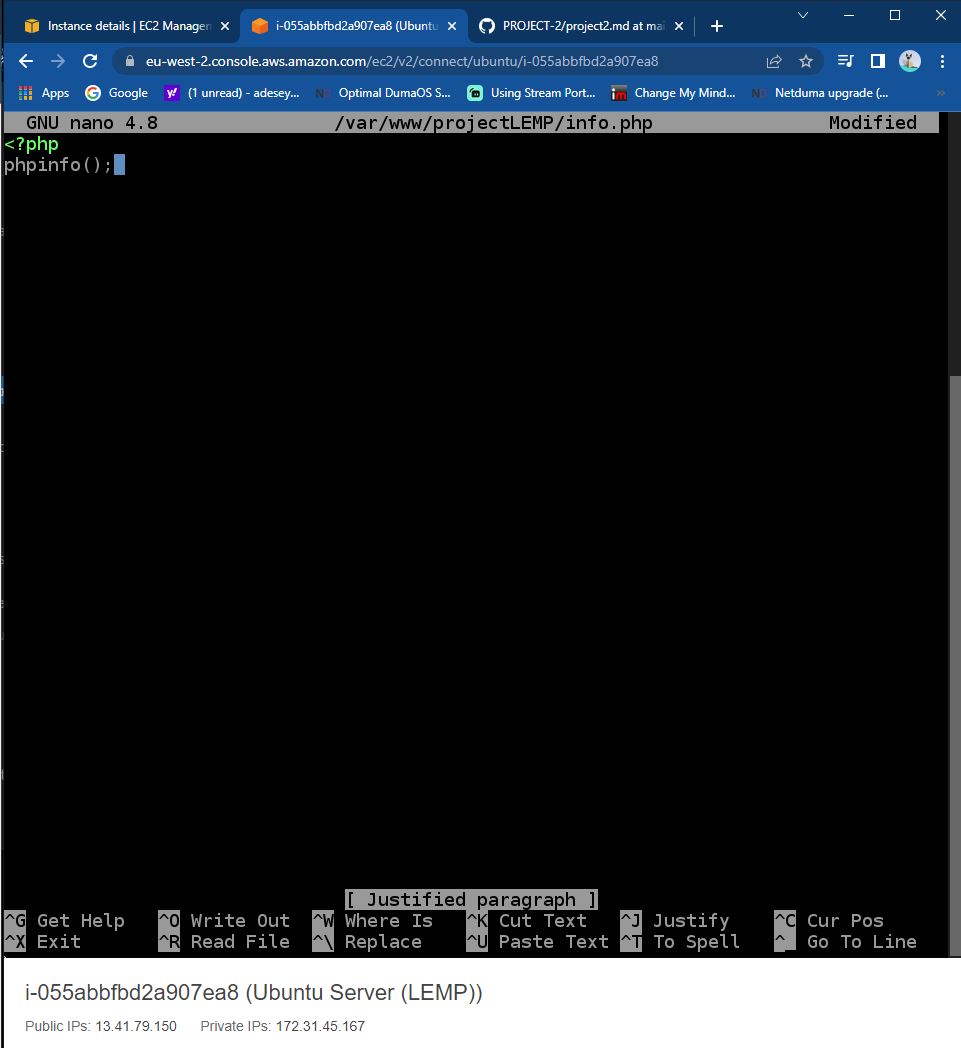 Instance details | EC2 Manager
i-055abbfbd2a907ea8 (Ubuntu
PROJECT-2/project2.md at mai
eu-west-2.console.aws.amazon.com/ec2/v2/connect/ubuntu/i-055abbfbd2a907ea8
Apps Google (1 unread) - adesey... Optimal DumaOS S... Using Stream Port... Change My Mind... Netduma upgrade (... »
GNU nano 4.8 /var/www/projectLEMP/info.php Modified
<?php
phpinfo();
[ Justified paragraph ]
^G Get Help ^O Write Out ^W Where Is ^K Cut Text ^J Justify ^C Cur Pos
^X Exit ^R Read File ^\ Replace ^U Paste Text ^T To Spell ^_ Go To Line
i-055abbfbd2a907ea8 (Ubuntu Server (LEMP))
Public IPs: 13.41.79.150 Private IPs: 172.31.45.167